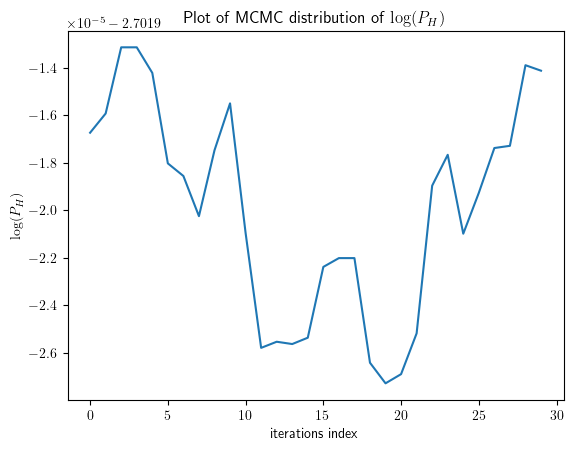 Plot of MCMC distribution of log(P_H)
×10⁻⁵−2.7019
−1.4
−1.6
−1.8
−2.0
−2.2
−2.4
−2.6
log(P_H)
0 5 10 15 20 25 30
iterations index